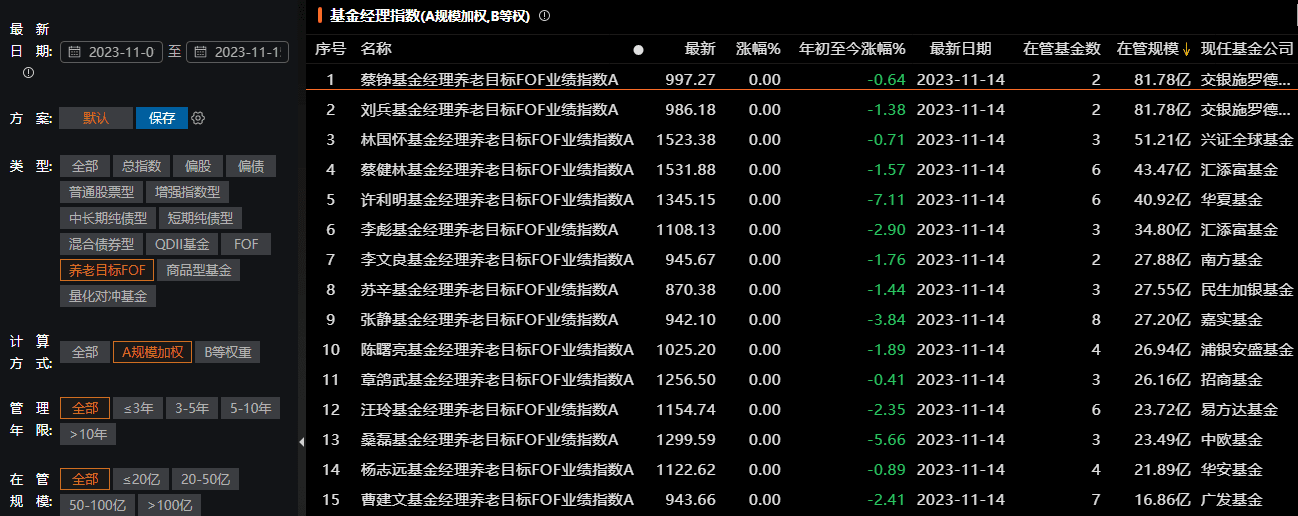 最 新
日 期: 2023-11-0 至 2023-11-1
方 案: 默认 保存
类 型: 全部 总指数 偏股 偏债
普通股票型 增强指数型
中长期纯债型 短期纯债型
混合债券型 QDII基金 FOF
养老目标FOF 商品型基金
量化对冲基金
计 算
方 式: 全部 A规模加权 B等权重
管 理
年 限: 全部 ≤3年 3-5年 5-10年
>10年
在 管
规 模: 全部 ≤20亿 20-50亿
50-100亿 >100亿
基金经理指数(A规模加权,B等权)
序号 名称 最新 涨幅% 年初至今涨幅% 最新日期 在管基金数 在管规模↓ 现任基金公司
1 蔡铮基金经理养老目标FOF业绩指数A 997.27 0.00 -0.64 2023-11-14 2 81.78亿 交银施罗德...
2 刘兵基金经理养老目标FOF业绩指数A 986.18 0.00 -1.38 2023-11-14 2 81.78亿 交银施罗德...
3 林国怀基金经理养老目标FOF业绩指数A 1523.38 0.00 -0.71 2023-11-14 3 51.21亿 兴证全球基金
4 蔡健林基金经理养老目标FOF业绩指数A 1531.88 0.00 -1.57 2023-11-14 6 43.47亿 汇添富基金
5 许利明基金经理养老目标FOF业绩指数A 1345.15 0.00 -7.11 2023-11-14 6 40.92亿 华夏基金
6 李彪基金经理养老目标FOF业绩指数A 1108.13 0.00 -2.90 2023-11-14 6 34.80亿 汇添富基金
7 李文良基金经理养老目标FOF业绩指数A 945.67 0.00 -1.76 2023-11-14 2 27.88亿 南方基金
8 苏辛基金经理养老目标FOF业绩指数A 870.38 0.00 -1.44 2023-11-14 3 27.55亿 民生加银基金
9 张静基金经理养老目标FOF业绩指数A 942.10 0.00 -3.84 2023-11-14 8 27.20亿 嘉实基金
10 陈曙亮基金经理养老目标FOF业绩指数A 1025.20 0.00 -1.89 2023-11-14 4 26.94亿 浦银安盛基金
11 章鸽武基金经理养老目标FOF业绩指数A 1256.50 0.00 -0.41 2023-11-14 3 26.16亿 招商基金
12 汪玲基金经理养老目标FOF业绩指数A 1154.74 0.00 -2.35 2023-11-14 6 23.72亿 易方达基金
13 桑磊基金经理养老目标FOF业绩指数A 1299.59 0.00 -5.66 2023-11-14 3 23.49亿 中欧基金
14 杨志远基金经理养老目标FOF业绩指数A 1122.62 0.00 -0.89 2023-11-14 4 21.89亿 华安基金
15 曹建文基金经理养老目标FOF业绩指数A 943.66 0.00 -2.41 2023-11-14 7 16.86亿 广发基金